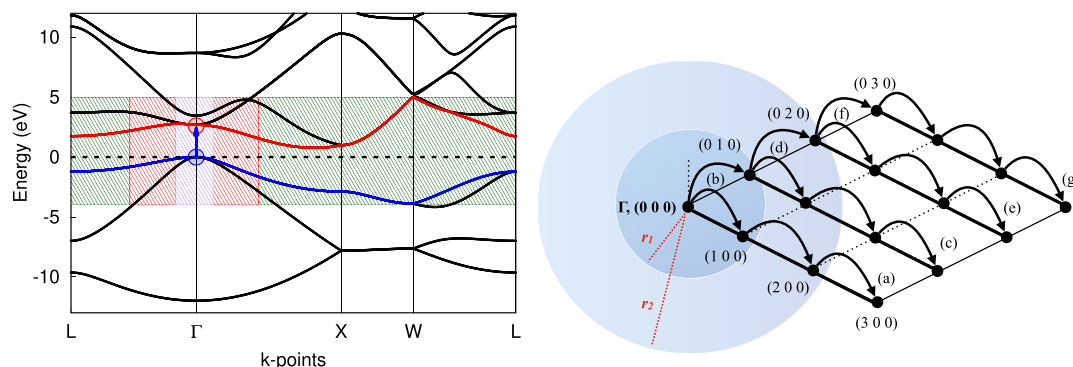 10
5
0
-5
-10
Energy (eV)
L
Γ
X
W
L
k-points
(0 3 0)
(0 2 0)
(f)
(0 1 0)
(d)
(b)
(g
Γ, (0 0 0)
(e)
r1
(1 0 0)
(c)
(2 0 0)
(a)
r2
(3 0 0)